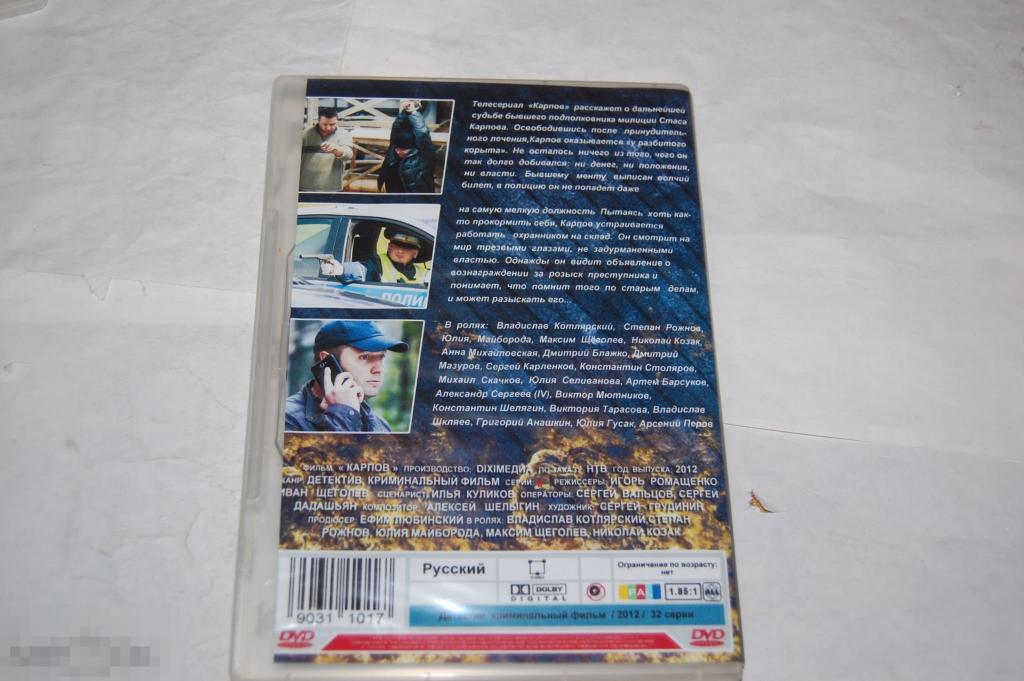 Телесериал «Карпов» расскажет о дальнейшей
судьбе бывшего подполковника милиции Стаса
Карпова. Освободившись после принудитель-
ного лечения,Карпов оказывается «у разбитого
корыта». Не осталось ничего из того, чего он
так долго добивался: ни денег, ни положения,
ни власти. Бывшему менту выписан волчий
билет, в полицию он не попадет даже
на самую мелкую должность Пытаясь хоть как-
то прокормить себя, Карпов устраивается
работать охранником на склад. Он смотрит на
мир трезвыми глазами, не задурманенными
властью. Однажды он видит объявление о
вознаграждении за розыск преступника и
понимает, что помнит того по старым делам,
и может разыскать его...
ПОЛИ
В ролях: Владислав Котлярский, Степан Рожнов,
Юлия, Майборода, Максим Щеголев, Николай Козак,
Анна Михайловская, Дмитрий Блажко, Дмитрий
Мазуров, Сергей Карленков, Константин Столяров,
Михаил Скачков, Юлия Селиванова, Артем Барсуков,
Александр Сергеев (IV), Виктор Мютников,
Константин Шелягин, Виктория Тарасова, Владислав
Шкляев, Григорий Анашкин, Юлия Гусак, Арсений Перов
ФИЛЬМ « КАРПОВ » ПРОИЗВОДСТВО: DIXIМЕДИА, ПО ЗАКАЗУ НТВ ГОД ВЫПУСКА: 2012
ЖАНР: ДЕТЕКТИВ, КРИМИНАЛЬНЫЙ ФИЛЬМ СЕРИИ: РЕЖИССЕРЫ: ИГОРЬ РОМАЩЕНКО
ИВАН ЩЕГОЛЕВ СЦЕНАРИСТ: ИЛЬЯ КУЛИКОВ ОПЕРАТОРЫ: СЕРГЕЙ ВАЛЬЦОВ, СЕРГЕЙ
ДАДАШЬЯН КОМПОЗИТОР: АЛЕКСЕЙ ШЕЛЫГИН ХУДОЖНИК: СЕРГЕЙ ГРУДИНИН
ПРОДЮСЕР: ЕФИМ ЛЮБИНСКИЙ В РОЛЯХ: ВЛАДИСЛАВ КОТЛЯРСКИЙ, СТЕПАН
РОЖНОВ, ЮЛИЯ МАЙБОРОДА, МАКСИМ ЩЕГОЛЕВ, НИКОЛАЙ КОЗАК
9031 1017
Русский
DOLBY
DIGITAL
Ограничение по возрасту:
нет
PAL
1.85:1
ALL
Детектив, криминальный фильм / 2012 / 32 серии
DVD
DVD